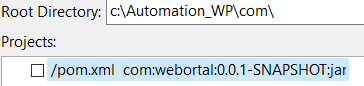 Root Directory: c:\Automation_WP\com\
Projects:
/pom.xml com:webortal:0.0.1-SNAPSHOT:jar